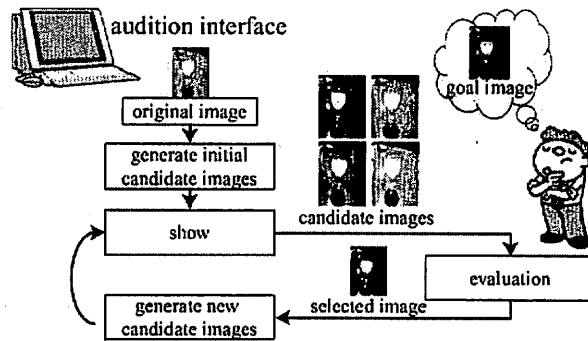 audition interface
goal image
original image
generate initial
candidate images
candidate images
show
evaluation
selected image
generate new
candidate images